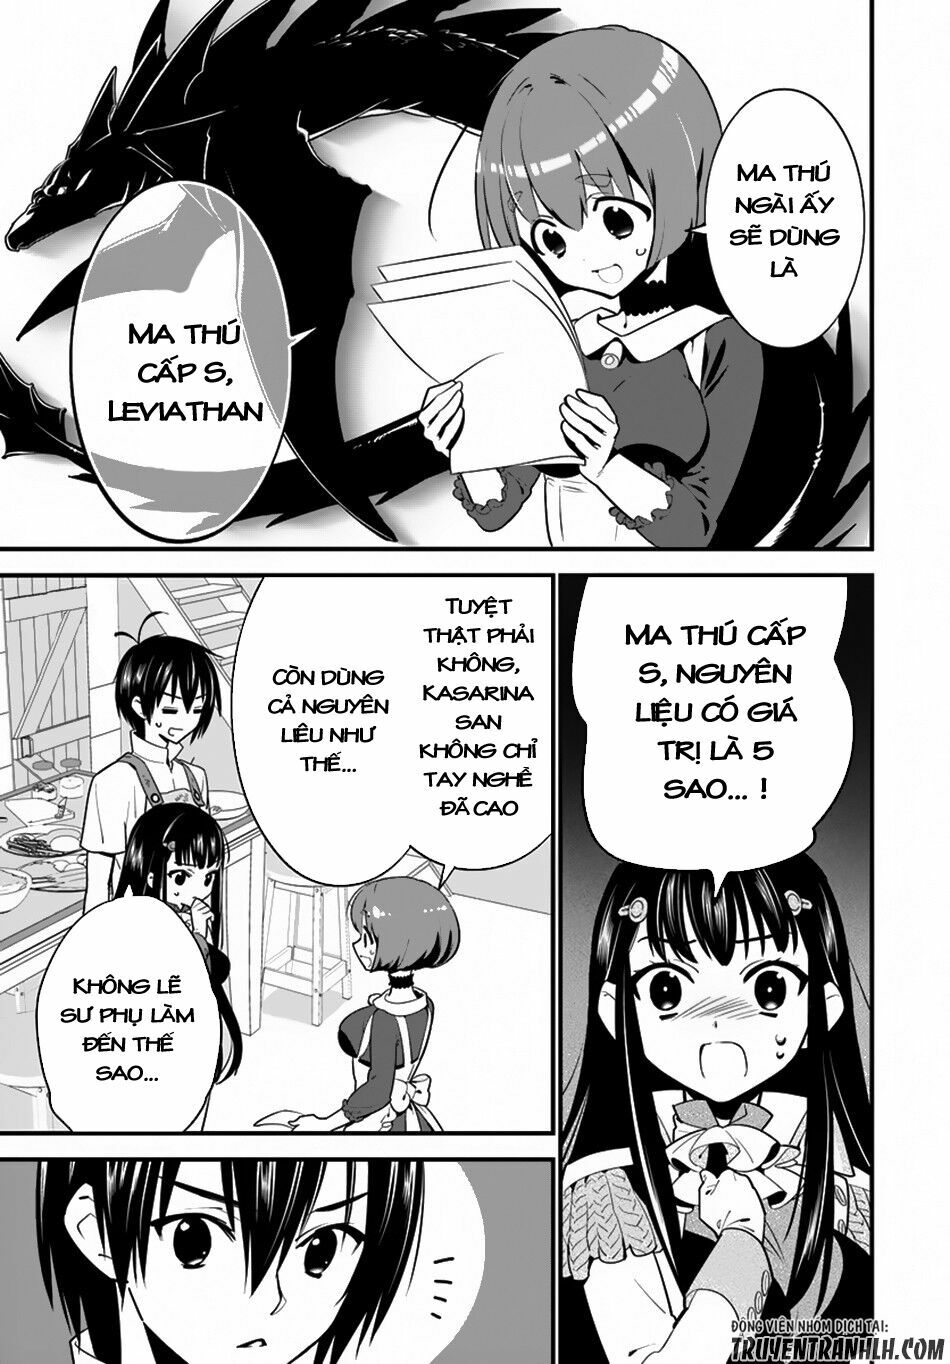 MA THÚ
NGÀI ẤY
SẼ DÙNG
LÀ
MA THÚ
CẤP S,
LEVIATHAN
MA THÚ CẤP
S, NGUYÊN
LIỆU CÓ GIÁ
TRỊ LÀ 5
SAO... !
TUYỆT
THẬT PHẢI
KHÔNG,
KASARINA
SAN
KHÔNG CHỈ
TAY NGHỀ
ĐÃ CAO
CÒN DÙNG
CẢ NGUYÊN
LIÊU NHƯ
THẾ...
KHÔNG LẼ
SƯ PHỤ LÀM
ĐẾN THẾ
SAO...
ĐỘNG VIÊN NHÓM DỊCH TẠI:
TRUYENTRANHLH.COM